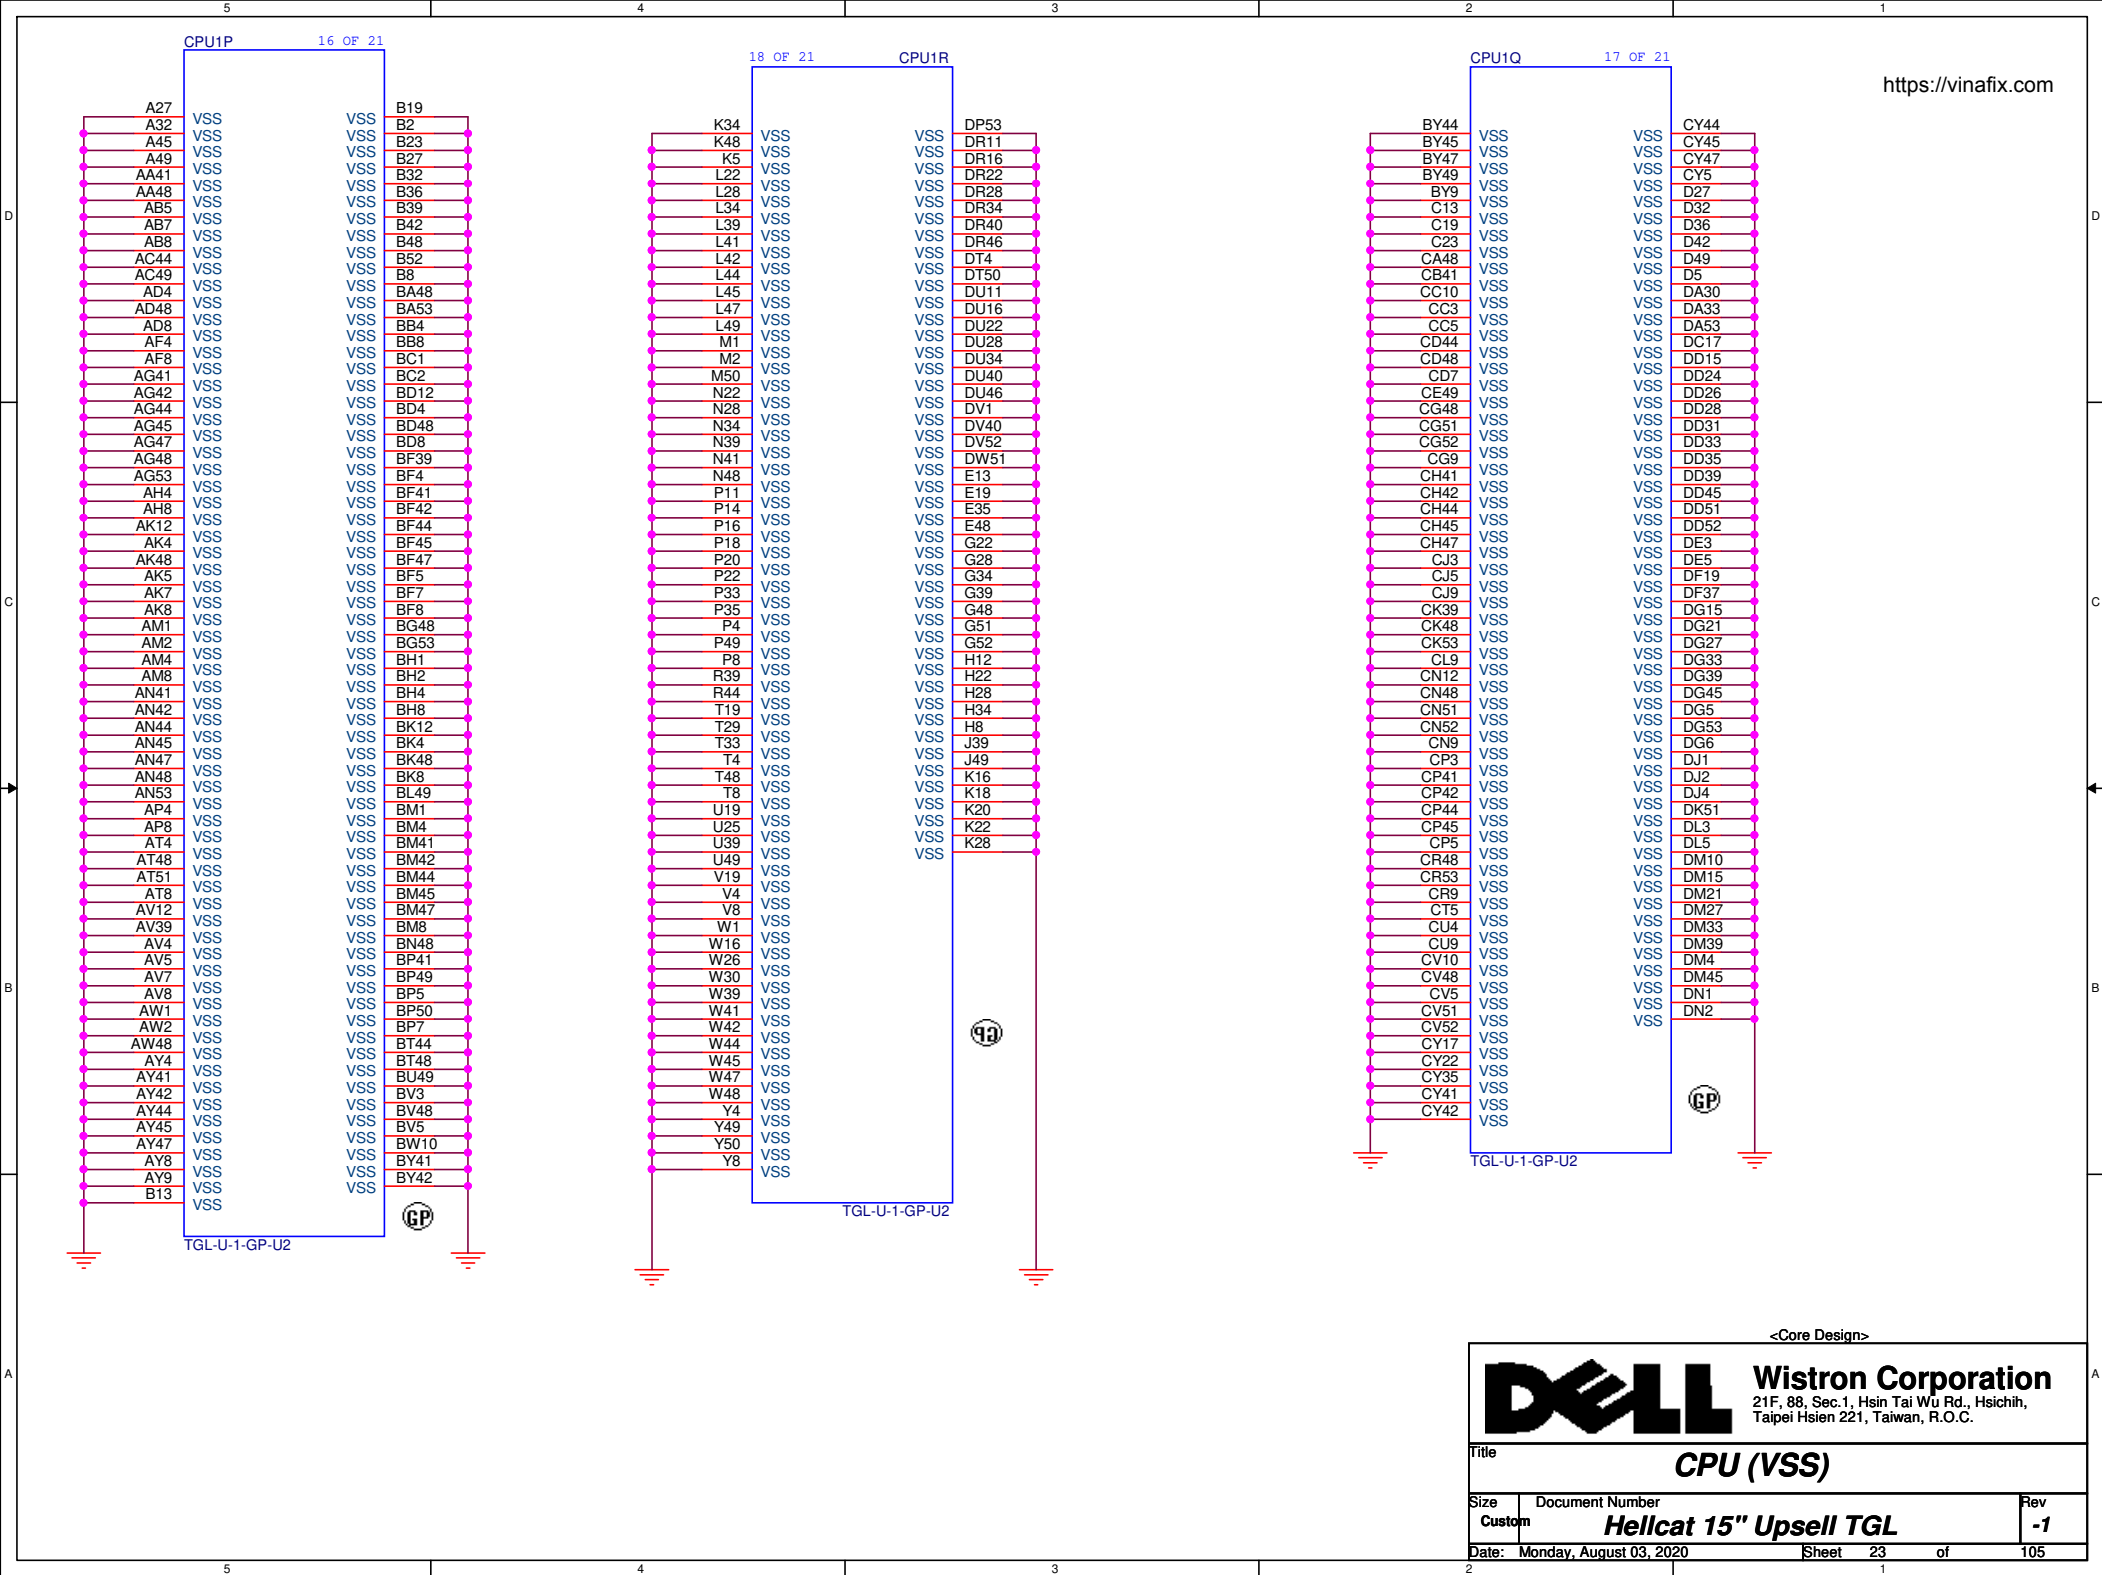 5 4 3 2 1
CPU1P 16 OF 21
A27 VSS VSS B19
A32 VSS VSS B2
A45 VSS VSS B23
A49 VSS VSS B27
AA41 VSS VSS B32
AA48 VSS VSS B36
AB5 VSS VSS B39
AB7 VSS VSS B42
AB8 VSS VSS B48
AC44 VSS VSS B52
AC49 VSS VSS B8
AD4 VSS VSS BA48
AD48 VSS VSS BA53
AD8 VSS VSS BB4
AF4 VSS VSS BB8
AF8 VSS VSS BC1
AG41 VSS VSS BC2
AG42 VSS VSS BD12
AG44 VSS VSS BD4
AG45 VSS VSS BD48
AG47 VSS VSS BD8
AG48 VSS VSS BF39
AG53 VSS VSS BF4
AH4 VSS VSS BF41
AH8 VSS VSS BF42
AK12 VSS VSS BF44
AK4 VSS VSS BF45
AK48 VSS VSS BF47
AK5 VSS VSS BF5
AK7 VSS VSS BF7
AK8 VSS VSS BF8
AM1 VSS VSS BG48
AM2 VSS VSS BG53
AM4 VSS VSS BH1
AM8 VSS VSS BH2
AN41 VSS VSS BH4
AN42 VSS VSS BH8
AN44 VSS VSS BK12
AN45 VSS VSS BK4
AN47 VSS VSS BK48
AN48 VSS VSS BK8
AN53 VSS VSS BL49
AP4 VSS VSS BM1
AP8 VSS VSS BM4
AT4 VSS VSS BM41
AT48 VSS VSS BM42
AT51 VSS VSS BM44
AT8 VSS VSS BM45
AV12 VSS VSS BM47
AV39 VSS VSS BM8
AV4 VSS VSS BN48
AV5 VSS VSS BP41
AV7 VSS VSS BP49
AV8 VSS VSS BP5
AW1 VSS VSS BP50
AW2 VSS VSS BP7
AW48 VSS VSS BT44
AY4 VSS VSS BT48
AY41 VSS VSS BU49
AY42 VSS VSS BV3
AY44 VSS VSS BV48
AY45 VSS VSS BV5
AY47 VSS VSS BW10
AY8 VSS VSS BY41
AY9 VSS VSS BY42
B13 VSS
GP
TGL-U-1-GP-U2
18 OF 21 CPU1R
K34 VSS VSS DP53
K48 VSS VSS DR11
K5 VSS VSS DR16
L22 VSS VSS DR22
L28 VSS VSS DR28
L34 VSS VSS DR34
L39 VSS VSS DR40
L41 VSS VSS DR46
L42 VSS VSS DT4
L44 VSS VSS DT50
L45 VSS VSS DU11
L47 VSS VSS DU16
L49 VSS VSS DU22
M1 VSS VSS DU28
M2 VSS VSS DU34
M50 VSS VSS DU40
N22 VSS VSS DU46
N28 VSS VSS DV1
N34 VSS VSS DV40
N39 VSS VSS DV52
N41 VSS VSS DW51
N48 VSS VSS E13
P11 VSS VSS E19
P14 VSS VSS E35
P16 VSS VSS E48
P18 VSS VSS G22
P20 VSS VSS G28
P22 VSS VSS G34
P33 VSS VSS G39
P35 VSS VSS G48
P4 VSS VSS G51
P49 VSS VSS G52
P8 VSS VSS H12
R39 VSS VSS H22
R44 VSS VSS H28
T19 VSS VSS H34
T29 VSS VSS H8
T33 VSS VSS J39
T4 VSS VSS J49
T48 VSS VSS K16
T8 VSS VSS K18
U19 VSS VSS K20
U25 VSS VSS K22
U39 VSS VSS K28
U49 VSS
V19 VSS
V4 VSS
V8 VSS
W1 VSS
W16 VSS
W26 VSS
W30 VSS
W39 VSS
W41 VSS
W42 VSS
W44 VSS
W45 VSS
W47 VSS
W48 VSS
Y4 VSS
Y49 VSS
Y50 VSS
Y8 VSS
GP
TGL-U-1-GP-U2
CPU1Q 17 OF 21
https://vinafix.com
BY44 VSS VSS CY44
BY45 VSS VSS CY45
BY47 VSS VSS CY47
BY49 VSS VSS CY5
BY9 VSS VSS D27
C13 VSS VSS D32
C19 VSS VSS D36
C23 VSS VSS D42
CA48 VSS VSS D49
CB41 VSS VSS D5
CC10 VSS VSS DA30
CC3 VSS VSS DA33
CC5 VSS VSS DA53
CD44 VSS VSS DC17
CD48 VSS VSS DD15
CD7 VSS VSS DD24
CE49 VSS VSS DD26
CG48 VSS VSS DD28
CG51 VSS VSS DD31
CG52 VSS VSS DD33
CG9 VSS VSS DD35
CH41 VSS VSS DD39
CH42 VSS VSS DD45
CH44 VSS VSS DD51
CH45 VSS VSS DD52
CH47 VSS VSS DE3
CJ3 VSS VSS DE5
CJ5 VSS VSS DF19
CJ9 VSS VSS DF37
CK39 VSS VSS DG15
CK48 VSS VSS DG21
CK53 VSS VSS DG27
CL9 VSS VSS DG33
CN12 VSS VSS DG39
CN48 VSS VSS DG45
CN51 VSS VSS DG5
CN52 VSS VSS DG53
CN9 VSS VSS DG6
CP3 VSS VSS DJ1
CP41 VSS VSS DJ2
CP42 VSS VSS DJ4
CP44 VSS VSS DK51
CP45 VSS VSS DL3
CP5 VSS VSS DL5
CR48 VSS VSS DM10
CR53 VSS VSS DM15
CR9 VSS VSS DM21
CT5 VSS VSS DM27
CU4 VSS VSS DM33
CU9 VSS VSS DM39
CV10 VSS VSS DM4
CV48 VSS VSS DM45
CV5 VSS VSS DN1
CV51 VSS VSS DN2
CV52 VSS
CY17 VSS
CY22 VSS
CY35 VSS
CY41 VSS
CY42 VSS
GP
TGL-U-1-GP-U2
D D
C C
B B
A A
<Core Design>
DELL
Wistron Corporation
21F, 88, Sec.1, Hsin Tai Wu Rd., Hsichih,
Taipei Hsien 221, Taiwan, R.O.C.
Title
CPU (VSS)
Size Document Number Rev
Custom Hellcat 15" Upsell TGL -1
Date: Monday, August 03, 2020 Sheet 23 of 105
5 4 3 2 1